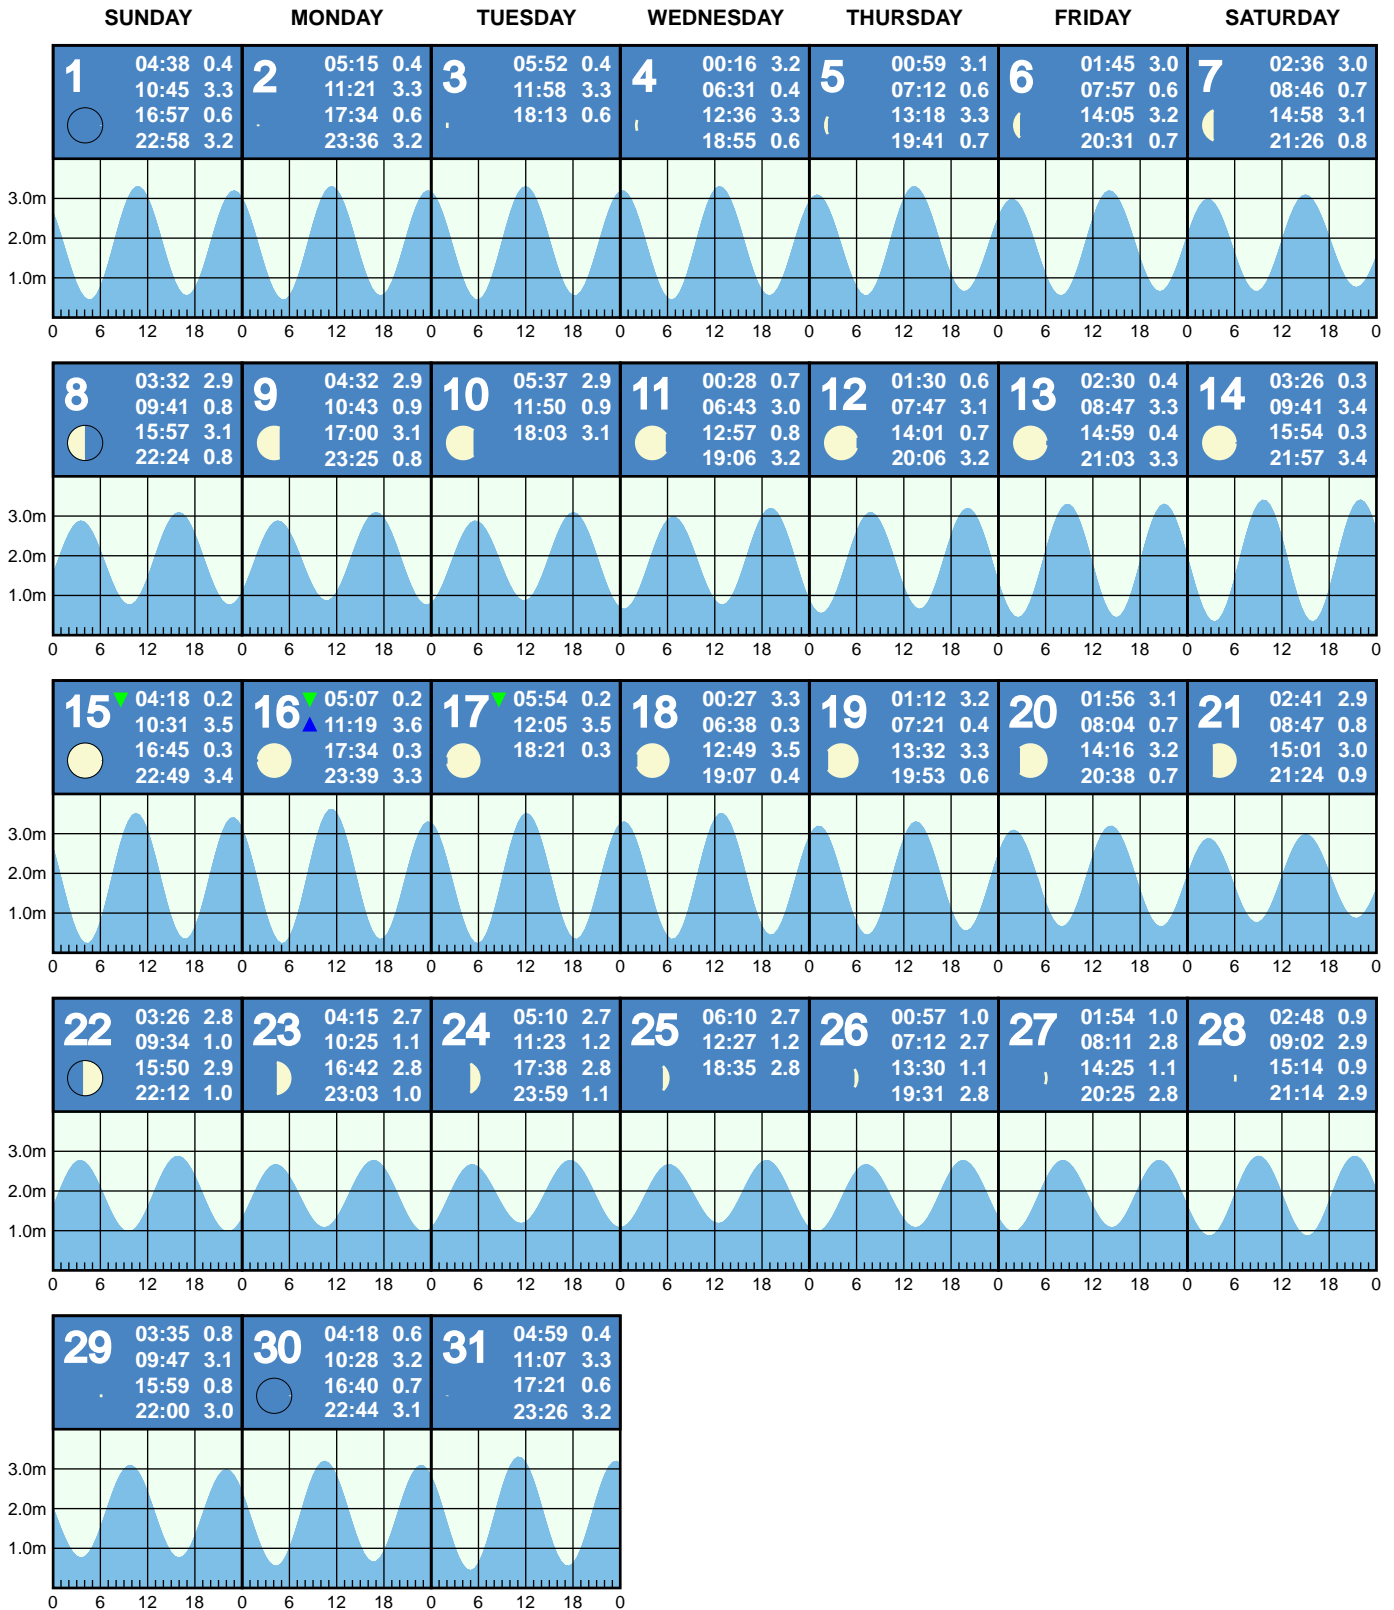 SUNDAY MONDAY TUESDAY WEDNESDAY THURSDAY FRIDAY SATURDAY
1 04:38 0.4
10:45 3.3
16:57 0.6
22:58 3.2
2 05:15 0.4
11:21 3.3
17:34 0.6
23:36 3.2
3 05:52 0.4
11:58 3.3
18:13 0.6
4 00:16 3.2
06:31 0.4
12:36 3.3
18:55 0.6
5 00:59 3.1
07:12 0.6
13:18 3.3
19:41 0.7
6 01:45 3.0
07:57 0.6
14:05 3.2
20:31 0.7
7 02:36 3.0
08:46 0.7
14:58 3.1
21:26 0.8
3.0m
2.0m
1.0m
0 6 12 18 0 6 12 18 0 6 12 18 0 6 12 18 0 6 12 18 0 6 12 18 0 6 12 18 0
8 03:32 2.9
09:41 0.8
15:57 3.1
22:24 0.8
9 04:32 2.9
10:43 0.9
17:00 3.1
23:25 0.8
10 05:37 2.9
11:50 0.9
18:03 3.1
11 00:28 0.7
06:43 3.0
12:57 0.8
19:06 3.2
12 01:30 0.6
07:47 3.1
14:01 0.7
20:06 3.2
13 02:30 0.4
08:47 3.3
14:59 0.4
21:03 3.3
14 03:26 0.3
09:41 3.4
15:54 0.3
21:57 3.4
3.0m
2.0m
1.0m
0 6 12 18 0 6 12 18 0 6 12 18 0 6 12 18 0 6 12 18 0 6 12 18 0 6 12 18 0
15 04:18 0.2
10:31 3.5
16:45 0.3
22:49 3.4
16 05:07 0.2
11:19 3.6
17:34 0.3
23:39 3.3
17 05:54 0.2
12:05 3.5
18:21 0.3
18 00:27 3.3
06:38 0.3
12:49 3.5
19:07 0.4
19 01:12 3.2
07:21 0.4
13:32 3.3
19:53 0.6
20 01:56 3.1
08:04 0.7
14:16 3.2
20:38 0.7
21 02:41 2.9
08:47 0.8
15:01 3.0
21:24 0.9
3.0m
2.0m
1.0m
0 6 12 18 0 6 12 18 0 6 12 18 0 6 12 18 0 6 12 18 0 6 12 18 0 6 12 18 0
22 03:26 2.8
09:34 1.0
15:50 2.9
22:12 1.0
23 04:15 2.7
10:25 1.1
16:42 2.8
23:03 1.0
24 05:10 2.7
11:23 1.2
17:38 2.8
23:59 1.1
25 06:10 2.7
12:27 1.2
18:35 2.8
26 00:57 1.0
07:12 2.7
13:30 1.1
19:31 2.8
27 01:54 1.0
08:11 2.8
14:25 1.1
20:25 2.8
28 02:48 0.9
09:02 2.9
15:14 0.9
21:14 2.9
3.0m
2.0m
1.0m
0 6 12 18 0 6 12 18 0 6 12 18 0 6 12 18 0 6 12 18 0 6 12 18 0 6 12 18 0
29 03:35 0.8
09:47 3.1
15:59 0.8
22:00 3.0
30 04:18 0.6
10:28 3.2
16:40 0.7
22:44 3.1
31 04:59 0.4
11:07 3.3
17:21 0.6
23:26 3.2
3.0m
2.0m
1.0m
0 6 12 18 0 6 12 18 0 6 12 18 0